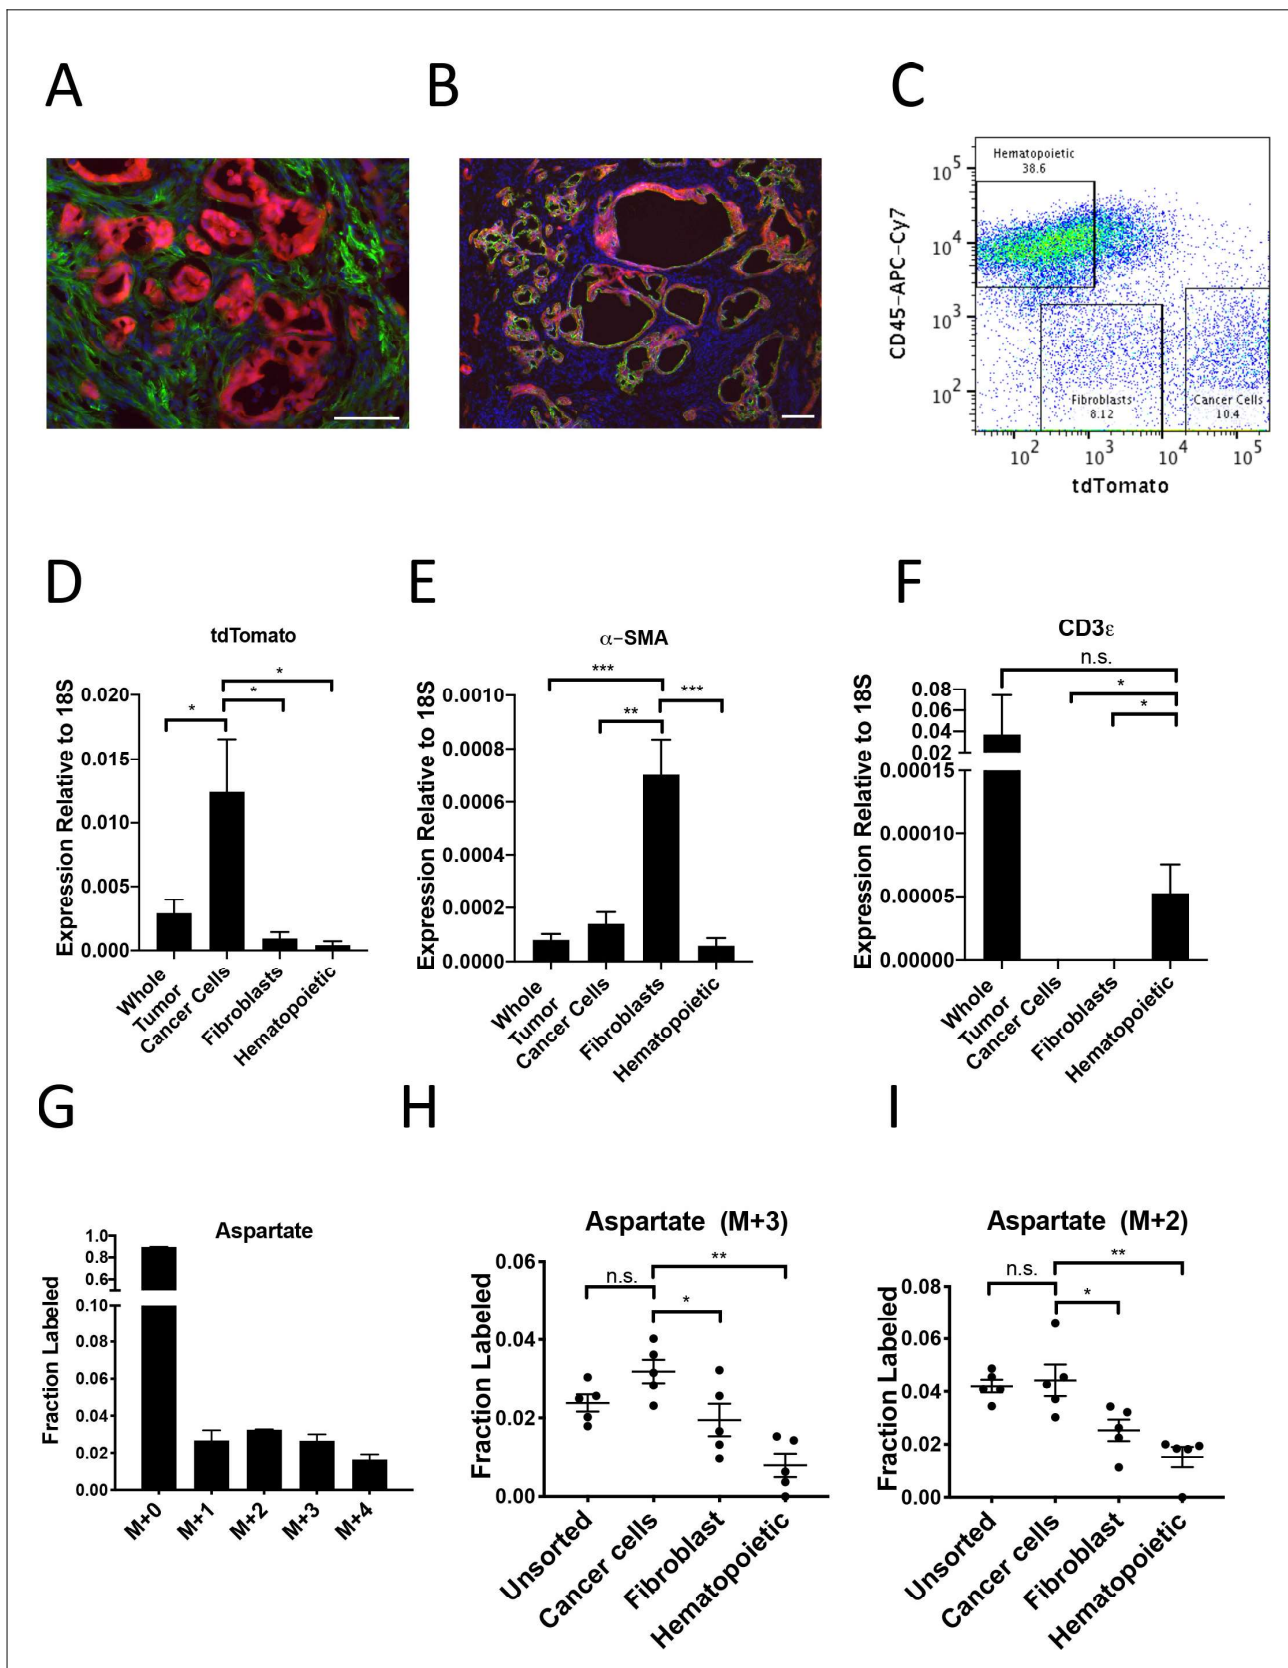 A
B
C
Hematopoietic
38.6
Fibroblasts
8.12
Cancer Cells
10.4
10^5
10^4
10^3
10^2
10^2
10^3
10^4
10^5
CD45-APC-Cy7
tdTomato
D
tdTomato
*
*
*
Expression Relative to 18S
0.020
0.015
0.010
0.005
0.000
Whole
Tumor
Cancer Cells
Fibroblasts
Hematopoietic
E
α-SMA
***
***
**
Expression Relative to 18S
0.0010
0.0008
0.0006
0.0004
0.0002
0.0000
Whole
Tumor
Cancer Cells
Fibroblasts
Hematopoietic
F
CD3ε
n.s.
*
*
Expression Relative to 18S
0.08
0.06
0.04
0.02
0.00015
0.00010
0.00005
0.00000
Whole
Tumor
Cancer Cells
Fibroblasts
Hematopoietic
G
Aspartate
Fraction Labeled
1.0
0.8
0.6
0.10
0.08
0.06
0.04
0.02
0.00
M+0
M+1
M+2
M+3
M+4
H
Aspartate (M+3)
n.s.
**
*
Fraction Labeled
0.06
0.04
0.02
0.00
Unsorted
Cancer cells
Fibroblast
Hematopoietic
I
Aspartate (M+2)
n.s.
**
*
Fraction Labeled
0.08
0.06
0.04
0.02
0.00
Unsorted
Cancer cells
Fibroblast
Hematopoietic